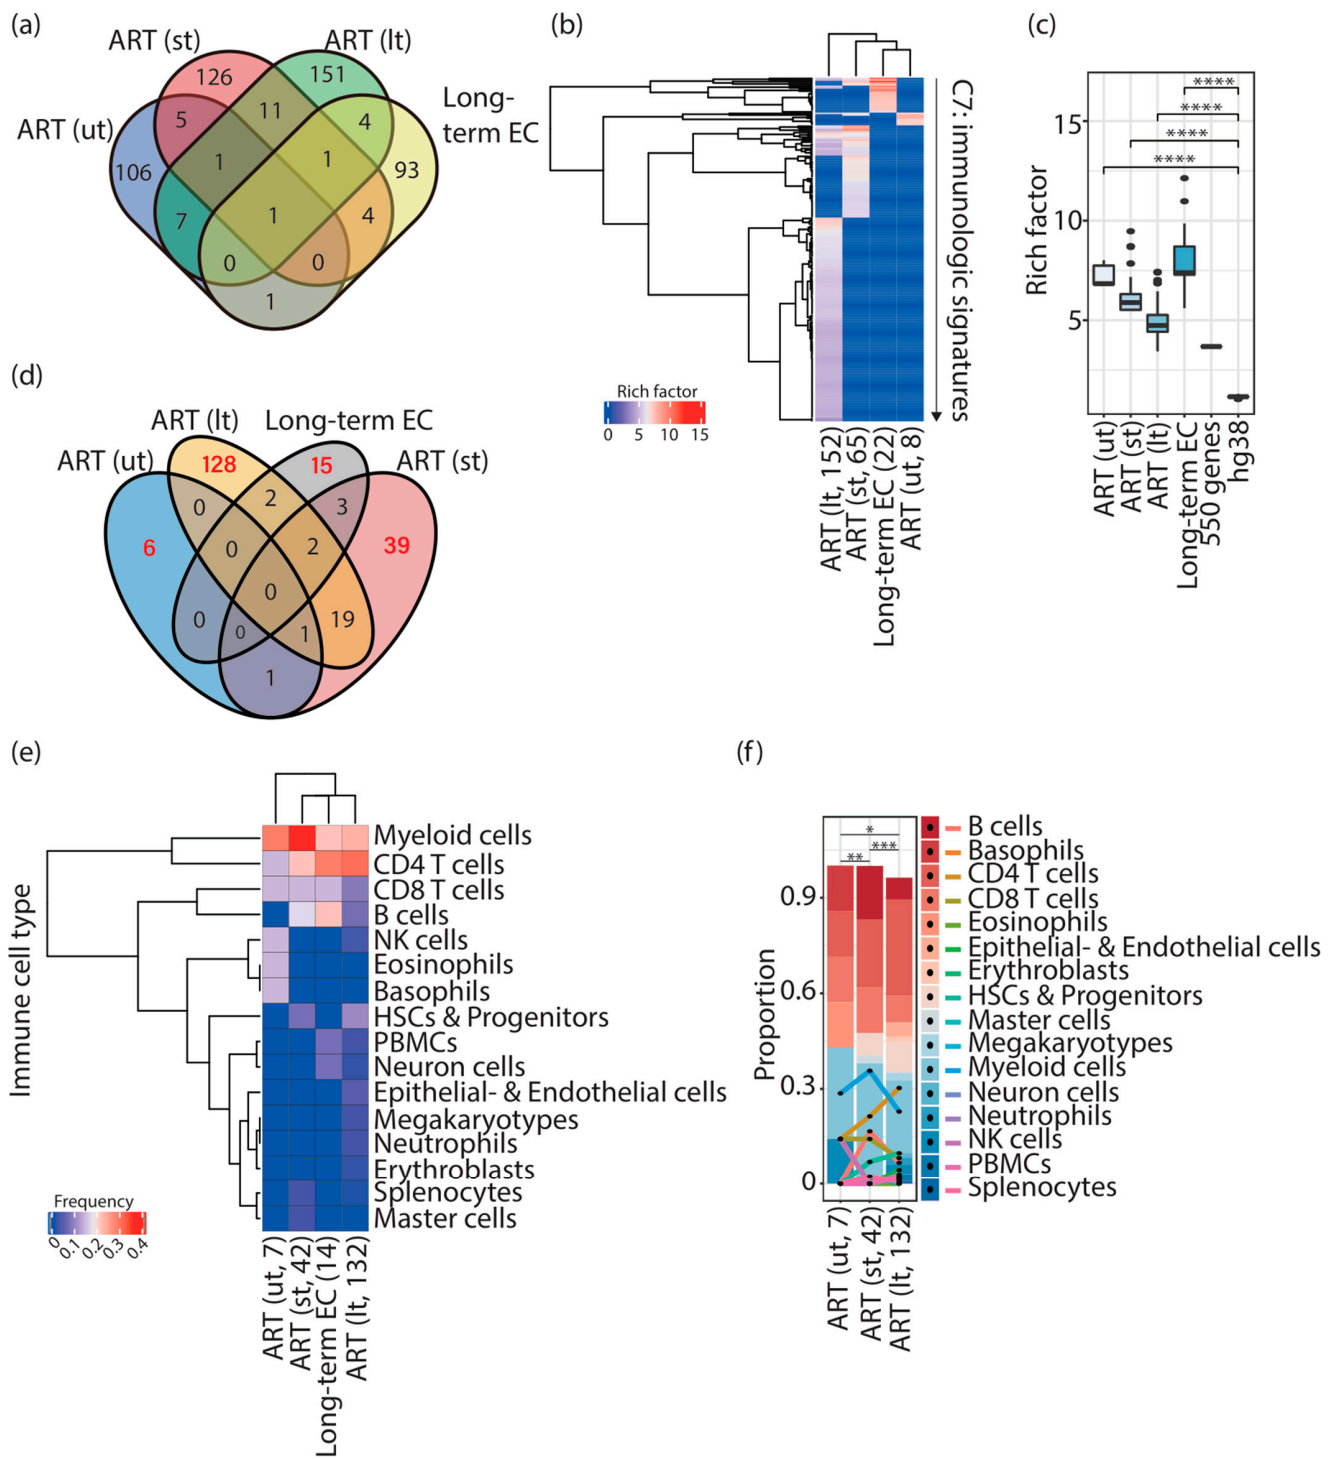 (a)
ART (st)
ART (lt)
ART (ut)
Long-
term EC
126
151
5
11
4
106
1
1
93
7
1
4
0
0
1
(b)
C7: immunologic signatures
Rich factor
0 5 10 15
ART (lt, 152)
ART (st, 65)
Long-term EC (22)
ART (ut, 8)
(c)
Rich factor
15
10
5
****
****
****
****
ART (ut)
ART (st)
ART (lt)
Long-term EC
550 genes
hg38
(d)
ART (lt)
Long-term EC
ART (ut)
ART (st)
128
15
0
2
3
6
0
2
39
0
0
0
1
19
1
(e)
Immune cell type
Myeloid cells
CD4 T cells
CD8 T cells
B cells
NK cells
Eosinophils
Basophils
HSCs & Progenitors
PBMCs
Neuron cells
Epithelial- & Endothelial cells
Megakaryotypes
Neutrophils
Erythroblasts
Splenocytes
Master cells
Frequency
0 0.1 0.2 0.3 0.4
ART (ut, 7)
ART (st, 42)
Long-term EC (14)
ART (lt, 132)
(f)
Proportion
0.9
0.6
0.3
0
*
***
**
ART (ut, 7)
ART (st, 42)
ART (lt, 132)
B cells
Basophils
CD4 T cells
CD8 T cells
Eosinophils
Epithelial- & Endothelial cells
Erythroblasts
HSCs & Progenitors
Master cells
Megakaryotypes
Myeloid cells
Neuron cells
Neutrophils
NK cells
PBMCs
Splenocytes